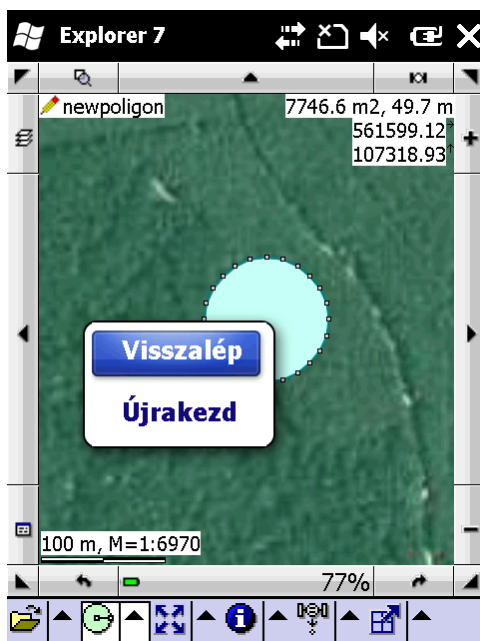 Explorer 7
newpoligon
7746.6 m2, 49.7 m
561599.12
107318.93
Visszalép
Újrakezd
100 m, M=1:6970
77%